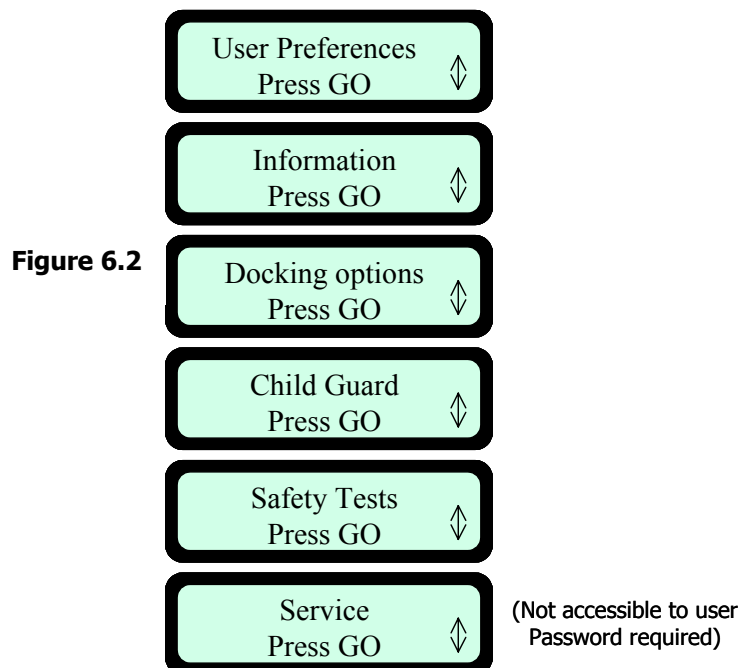 User Preferences
Press GO
Information
Press GO
Figure 6.2
Docking options
Press GO
Child Guard
Press GO
Safety Tests
Press GO
Service
Press GO
(Not accessible to user
Password required)